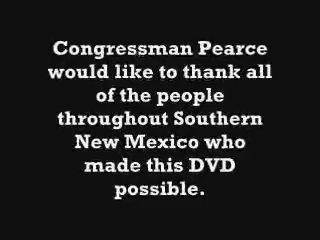 Congressman Pearce
would like to thank all
of the people
throughout Southern
New Mexico who
made this DVD
possible.